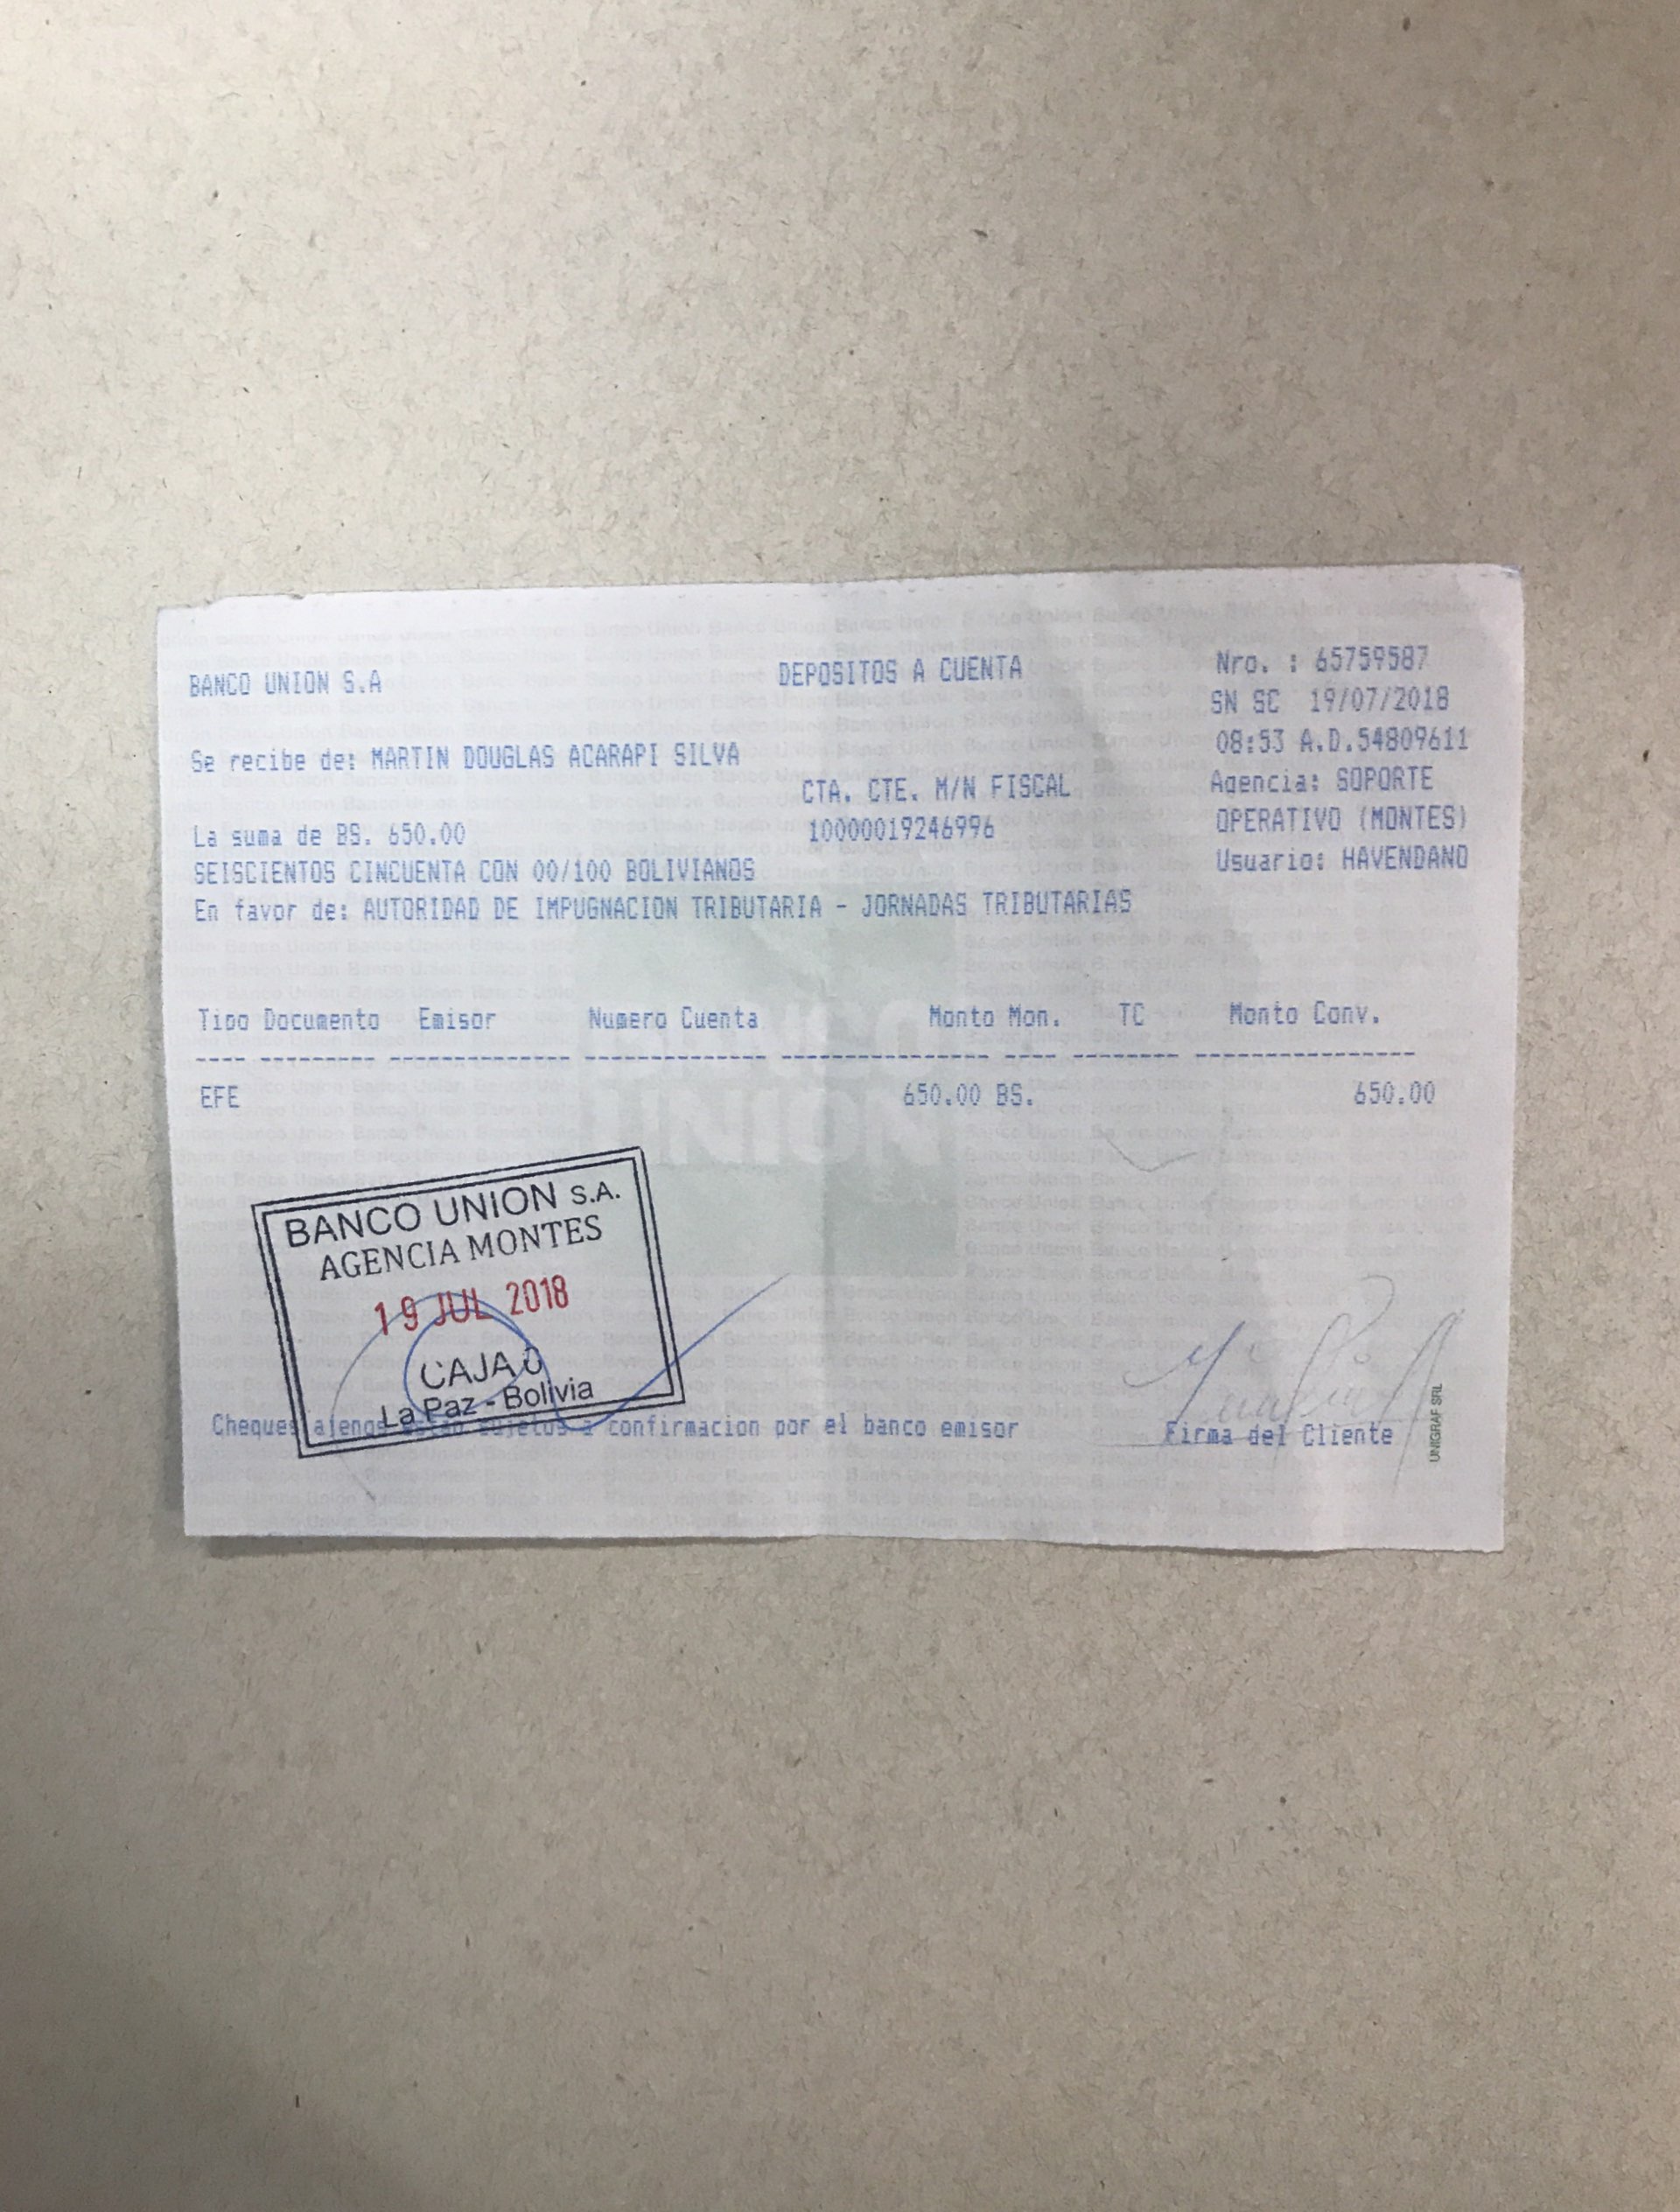 BANCO UNION S.A
DEPOSITOS A CUENTA
Nro. : 65759587
SN SC 19/07/2018
08:53 A.D.54809611
Agencia: SOPORTE
OPERATIVO (MONTES)
Usuario: HAVENDANO
Se recibe de: MARTIN DOUGLAS ACARAPI SILVA
CTA. CTE. M/N FISCAL
10000019246996
La suma de BS. 650.00
SEISCIENTOS CINCUENTA CON 00/100 BOLIVIANOS
En favor de: AUTORIDAD DE IMPUGNACION TRIBUTARIA - JORNADAS TRIBUTARIAS
Tipo Documento Emisor Numero Cuenta Monto Mon. TC Monto Conv.
EFE 650.00 BS. 650.00
BANCO UNION
BANCO UNION S.A.
AGENCIA MONTES
19 JUL 2018
CAJA
La Paz - Bolivia
Cheques ajenos estan sujetos a confirmacion por el banco emisor
Firma del Cliente
UNIGRAF SRL